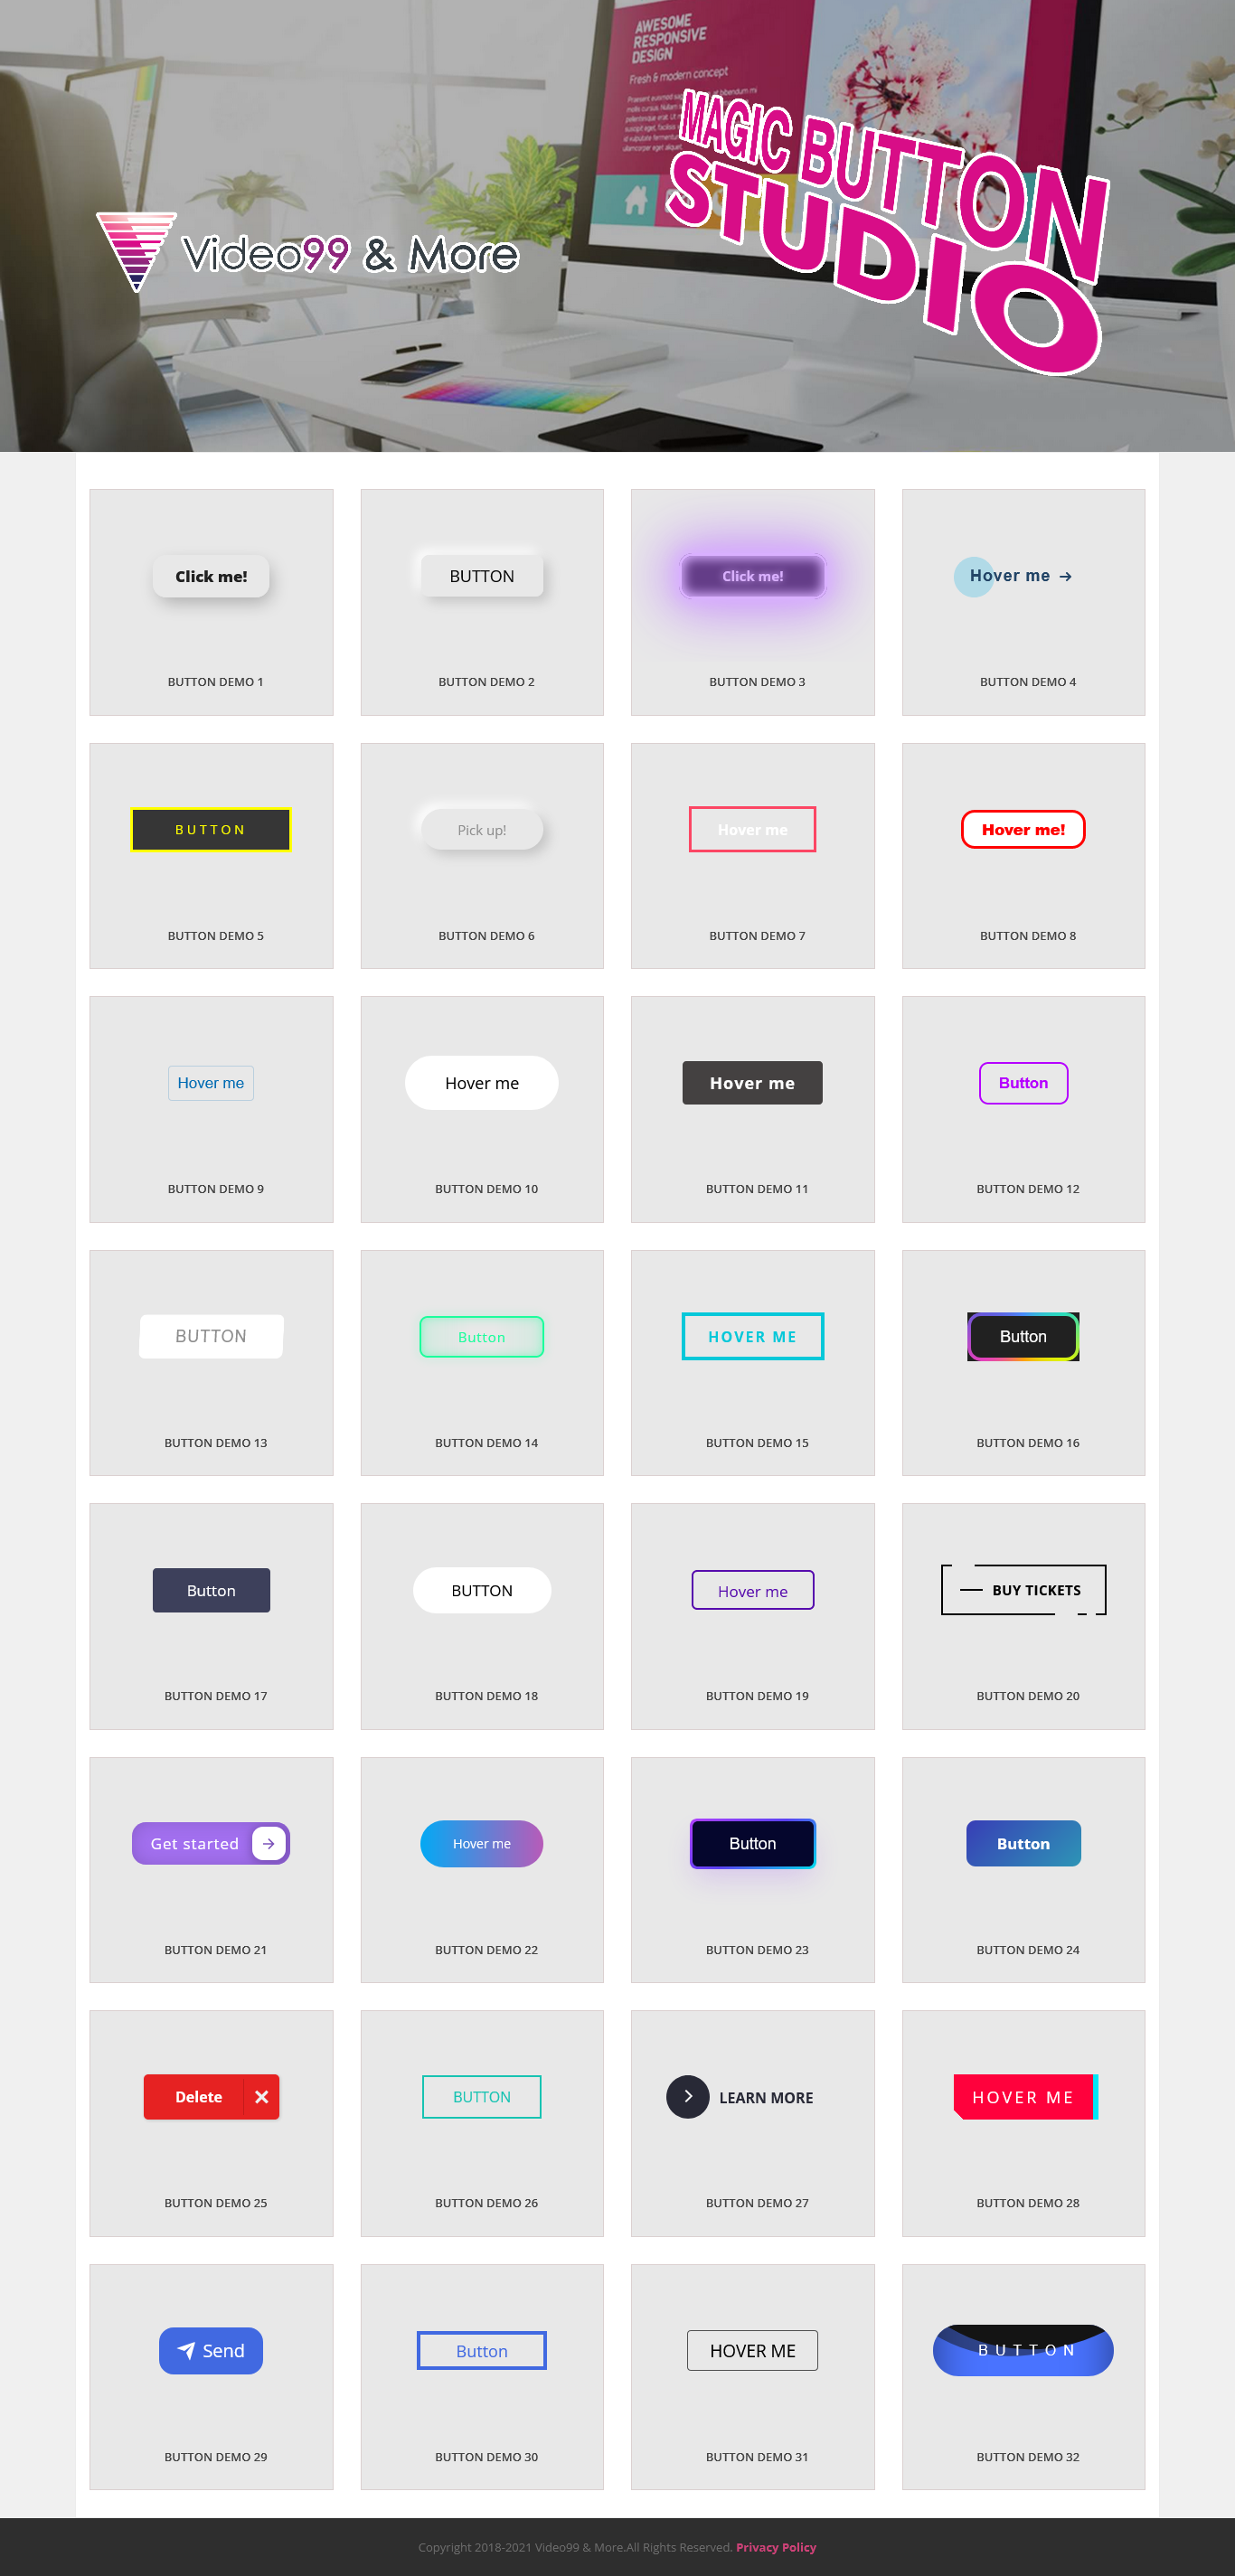 AWESOME
RESPONSIVE
DESIGN
Fresh & modern concept
MAGIC BUTTON
STUDIO
Video99 & More
Click me!
BUTTON
Click me!
Hover me →
BUTTON DEMO 1
BUTTON DEMO 2
BUTTON DEMO 3
BUTTON DEMO 4
BUTTON
Pick up!
Hover me
Hover me!
BUTTON DEMO 5
BUTTON DEMO 6
BUTTON DEMO 7
BUTTON DEMO 8
Hover me
Hover me
Hover me
Button
BUTTON DEMO 9
BUTTON DEMO 10
BUTTON DEMO 11
BUTTON DEMO 12
BUTTON
Button
HOVER ME
Button
BUTTON DEMO 13
BUTTON DEMO 14
BUTTON DEMO 15
BUTTON DEMO 16
Button
BUTTON
Hover me
BUY TICKETS
BUTTON DEMO 17
BUTTON DEMO 18
BUTTON DEMO 19
BUTTON DEMO 20
Get started
Hover me
Button
Button
BUTTON DEMO 21
BUTTON DEMO 22
BUTTON DEMO 23
BUTTON DEMO 24
Delete
BUTTON
LEARN MORE
HOVER ME
BUTTON DEMO 25
BUTTON DEMO 26
BUTTON DEMO 27
BUTTON DEMO 28
Send
Button
HOVER ME
BUTTON
BUTTON DEMO 29
BUTTON DEMO 30
BUTTON DEMO 31
BUTTON DEMO 32
Copyright 2018-2021 Video99 & More.All Rights Reserved. Privacy Policy